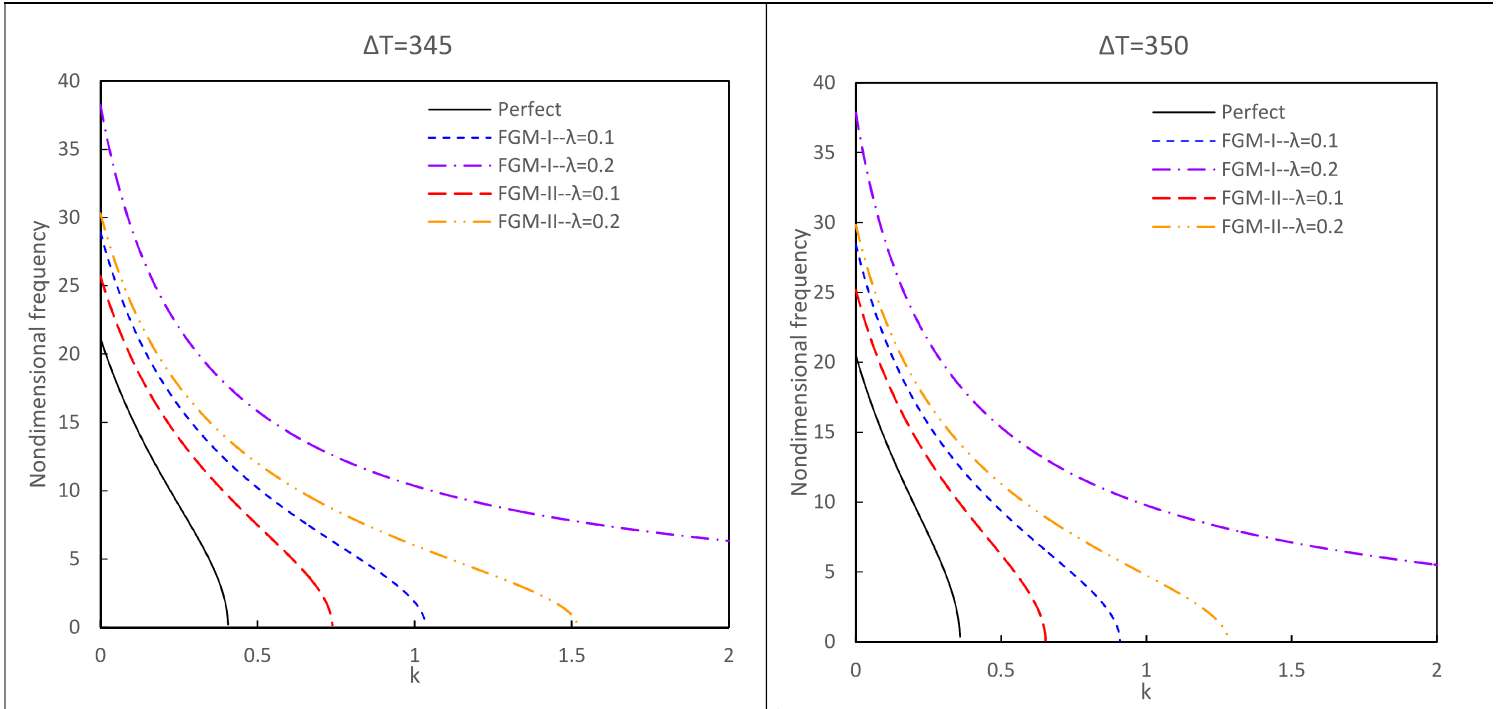 ΔT=345
Nondimensional frequency
40
35
30
25
20
15
10
5
0
Perfect
FGM-I--λ=0.1
FGM-I--λ=0.2
FGM-II--λ=0.1
FGM-II--λ=0.2
0 0.5 1 1.5 2
k
ΔT=350
Nondimensional frequency
40
35
30
25
20
15
10
5
0
Perfect
FGM-I--λ=0.1
FGM-I--λ=0.2
FGM-II--λ=0.1
FGM-II--λ=0.2
0 0.5 1 1.5 2
k